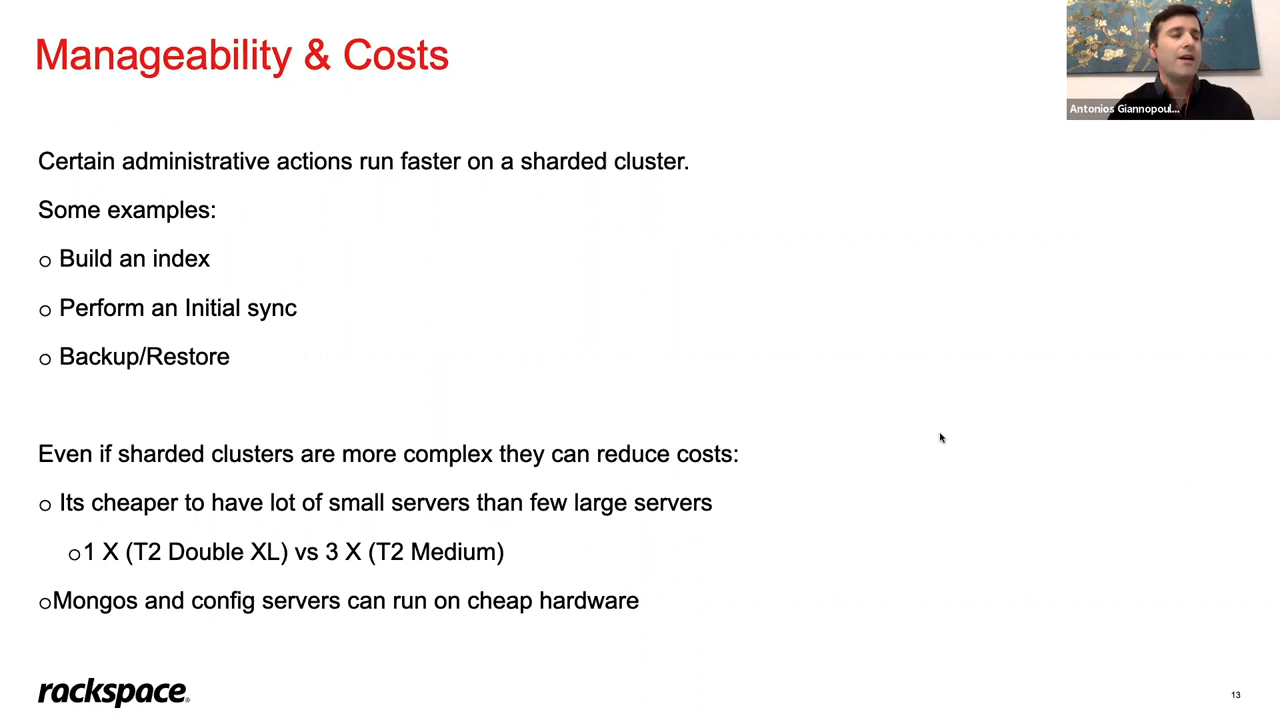 Manageability & Costs
Antonios Giannopoul...
Certain administrative actions run faster on a sharded cluster.
Some examples:
o Build an index
o Perform an Initial sync
o Backup/Restore
Even if sharded clusters are more complex they can reduce costs:
o Its cheaper to have lot of small servers than few large servers
o1 X (T2 Double XL) vs 3 X (T2 Medium)
oMongos and config servers can run on cheap hardware
rackspace®
13